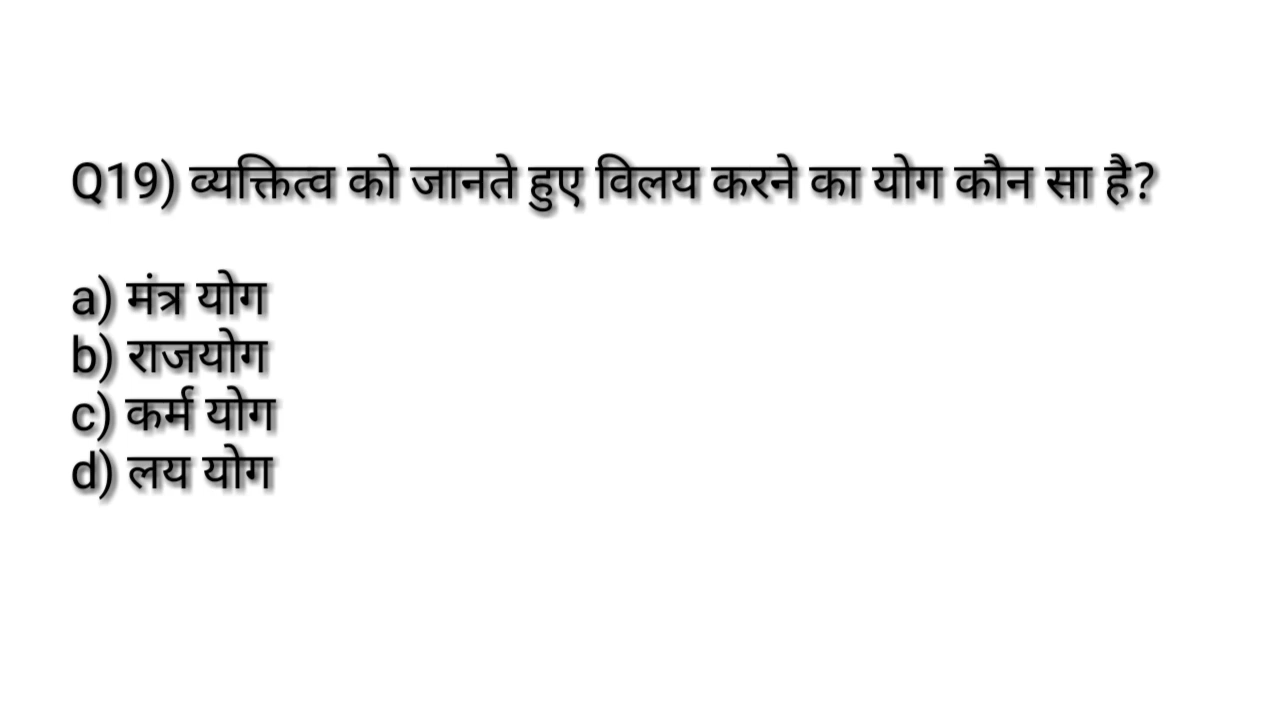 Q19) व्यक्तित्व को जानते हुए विलय करने का योग कौन सा है?
a) मंत्र योग
b) राजयोग
c) कर्म योग
d) लय योग